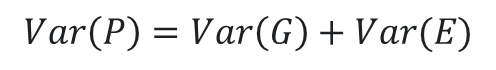 Var(P) = Var(G) + Var(E)